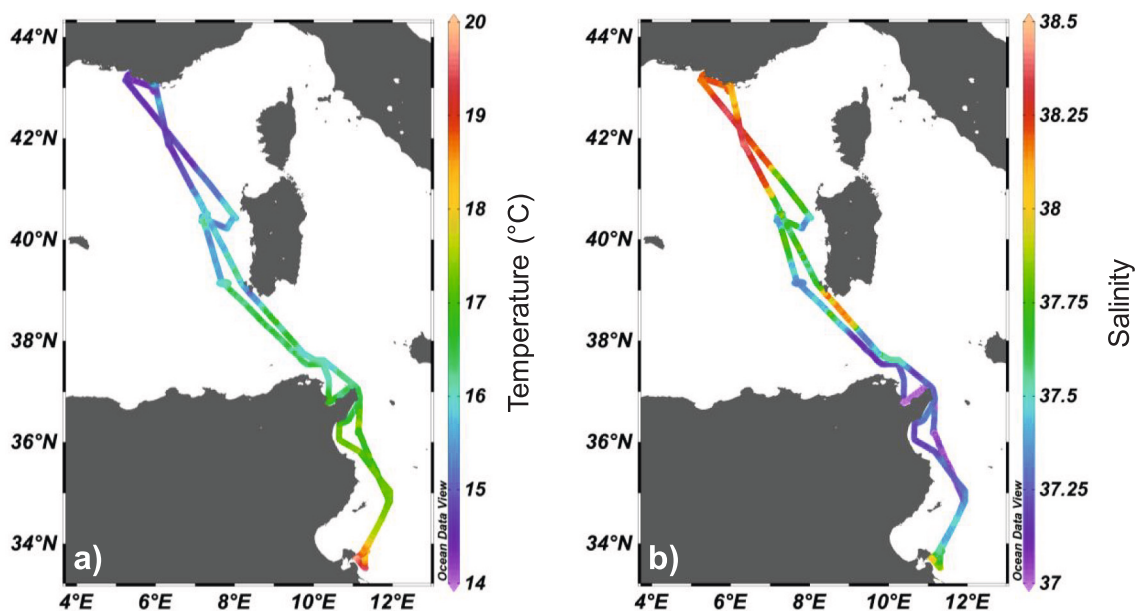 44°N
42°N
40°N
38°N
36°N
34°N
4°E 6°E 8°E 10°E 12°E
a)
Ocean Data View
20
19
18
17
16
15
14
Temperature (°C)
44°N
42°N
40°N
38°N
36°N
34°N
4°E 6°E 8°E 10°E 12°E
b)
Ocean Data View
38.5
38.25
38
37.75
37.5
37.25
37
Salinity